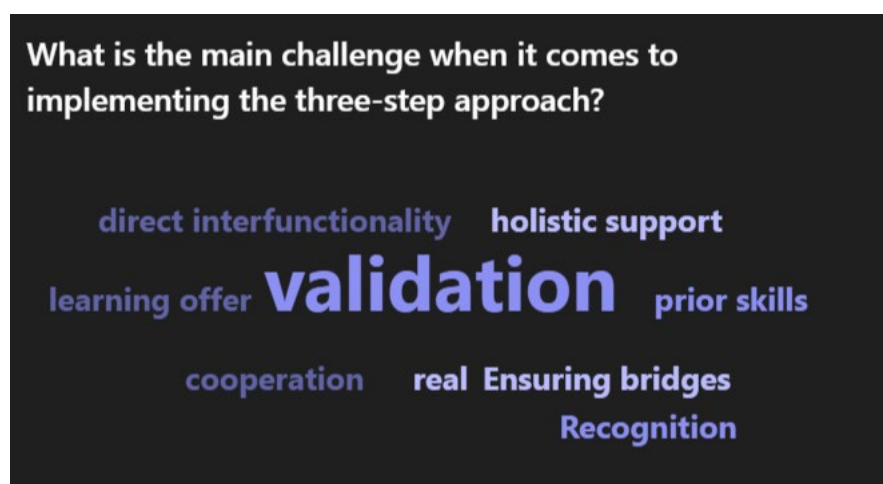 What is the main challenge when it comes to
implementing the three-step approach?
direct interfunctionality holistic support
learning offer validation prior skills
cooperation real Ensuring bridges
Recognition